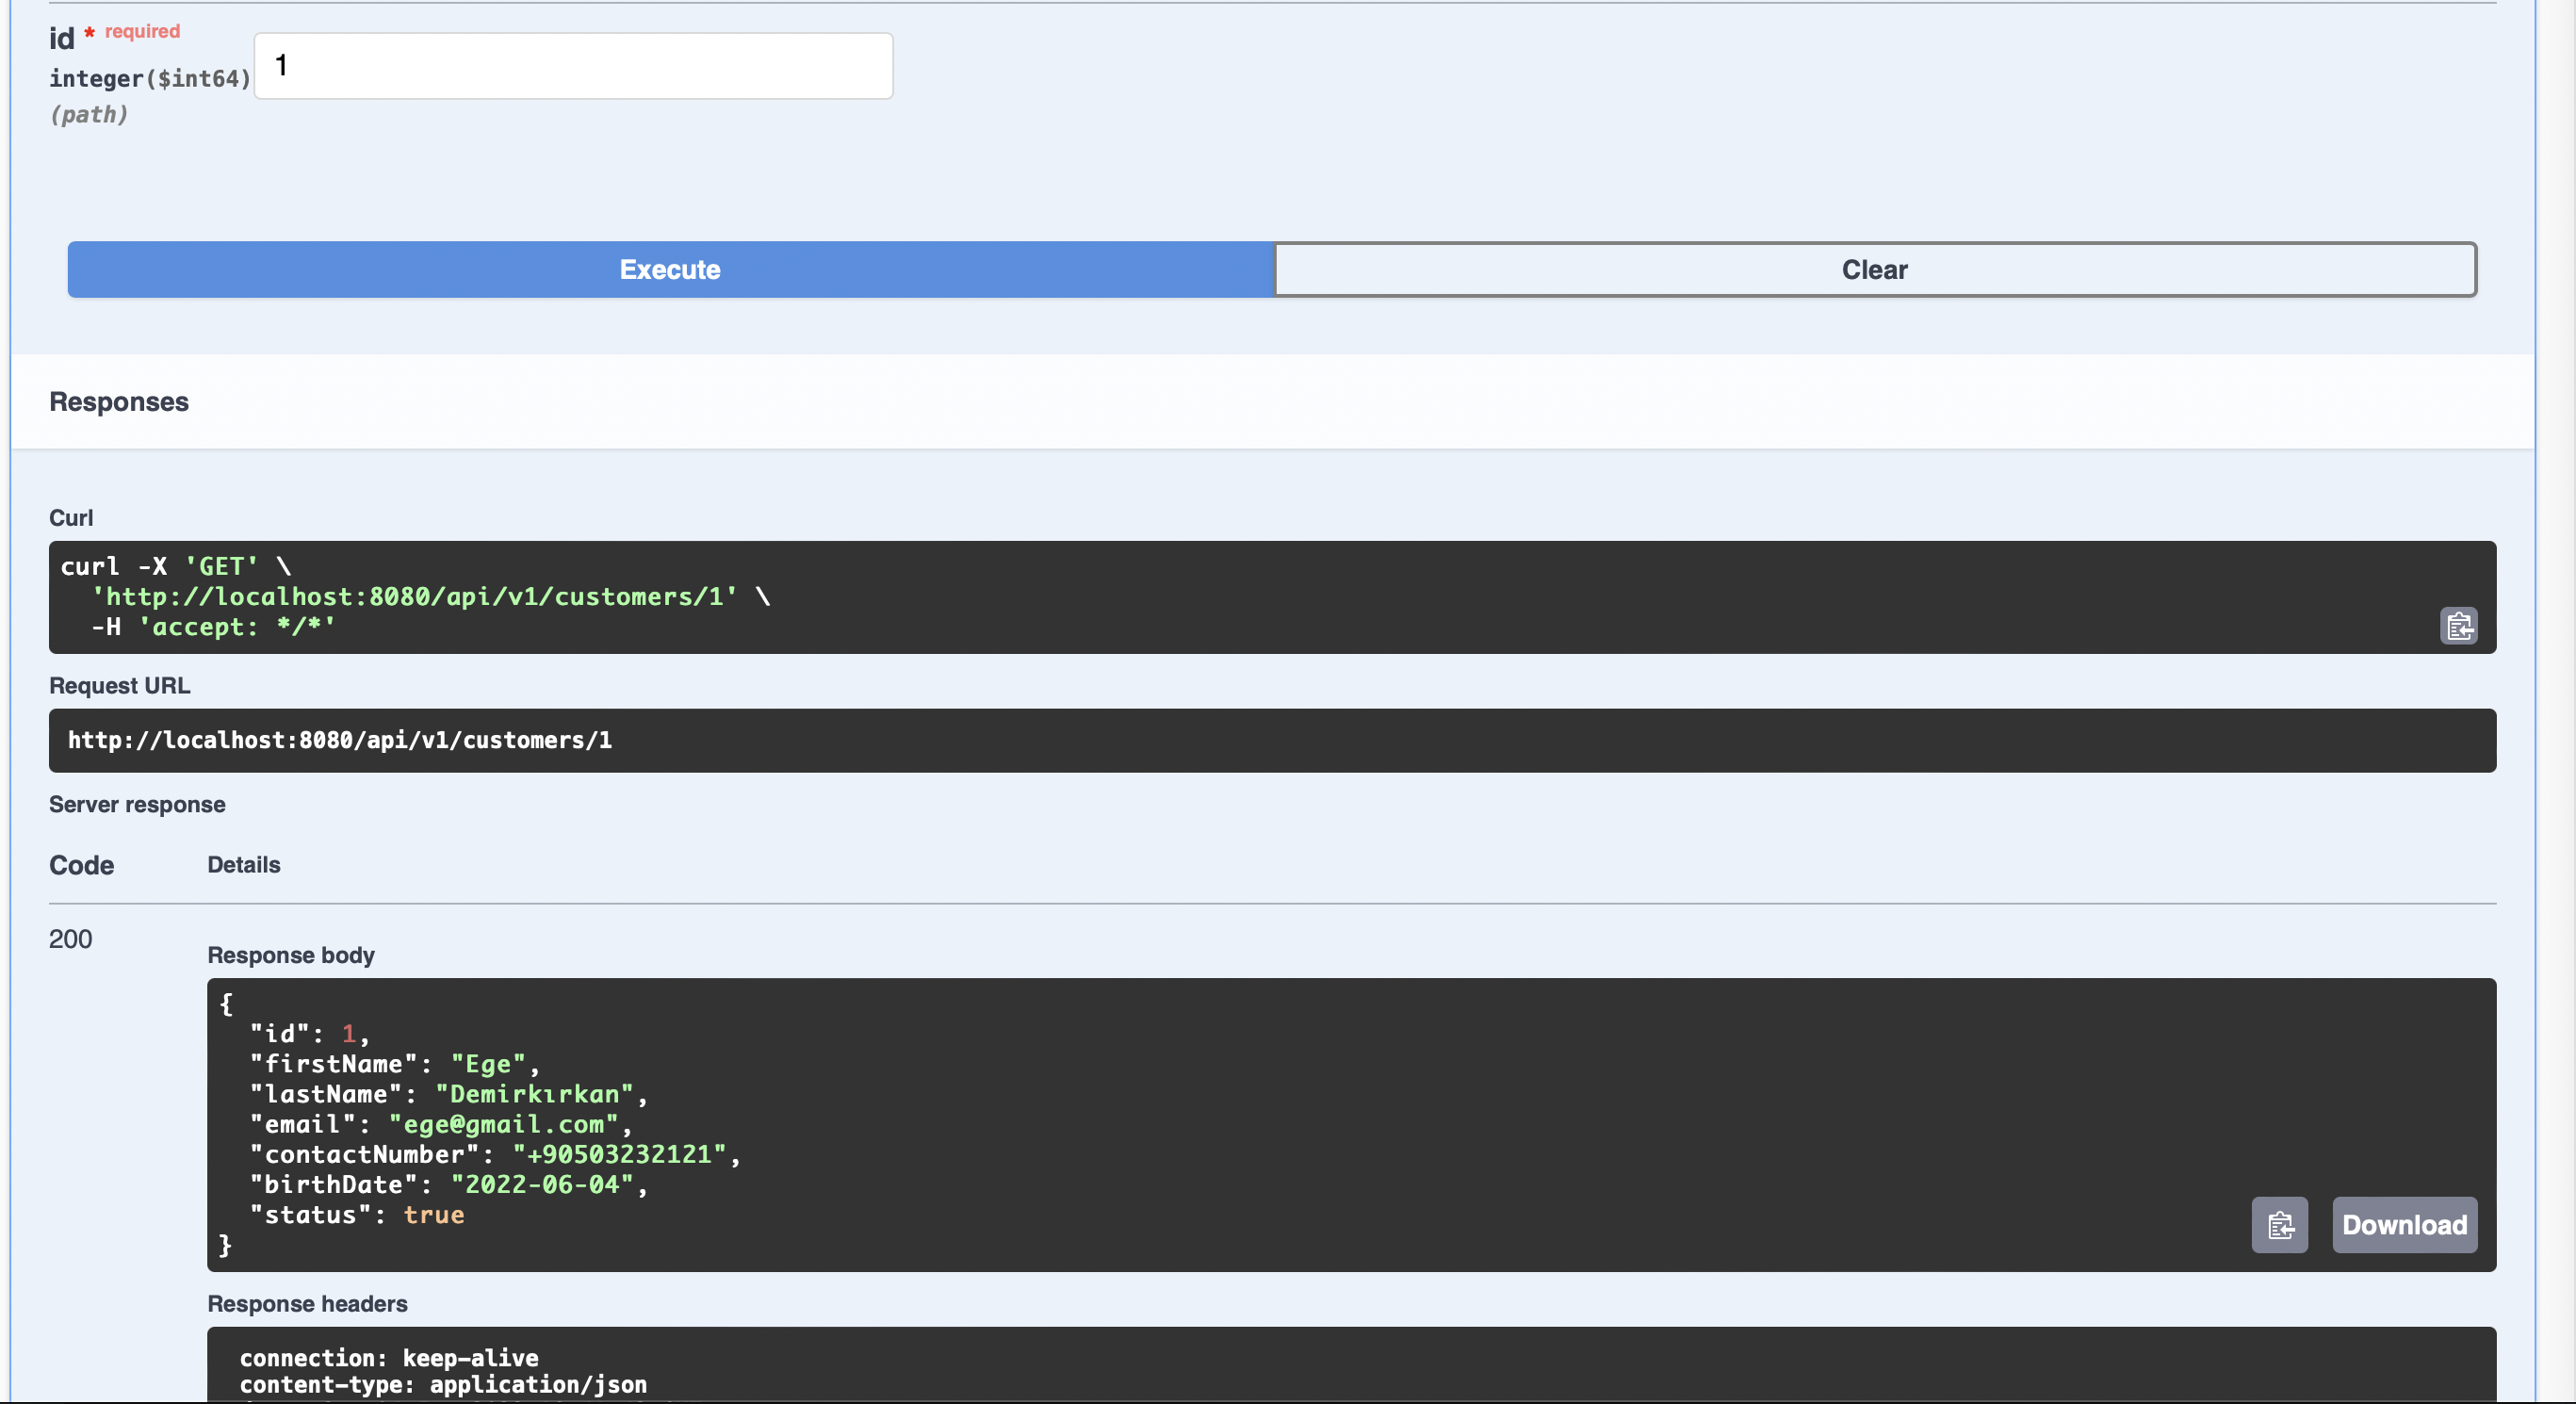 id * required
integer($int64)
(path)
1
Execute
Clear
Responses
Curl
curl -X 'GET' \
  'http://localhost:8080/api/v1/customers/1' \
  -H 'accept: */*'
Request URL
http://localhost:8080/api/v1/customers/1
Server response
Code Details
200
Response body
{
  "id": 1,
  "firstName": "Ege",
  "lastName": "Demirkırkan",
  "email": "ege@gmail.com",
  "contactNumber": "+90503232121",
  "birthDate": "2022-06-04",
  "status": true
}
Download
Response headers
connection: keep-alive
content-type: application/json